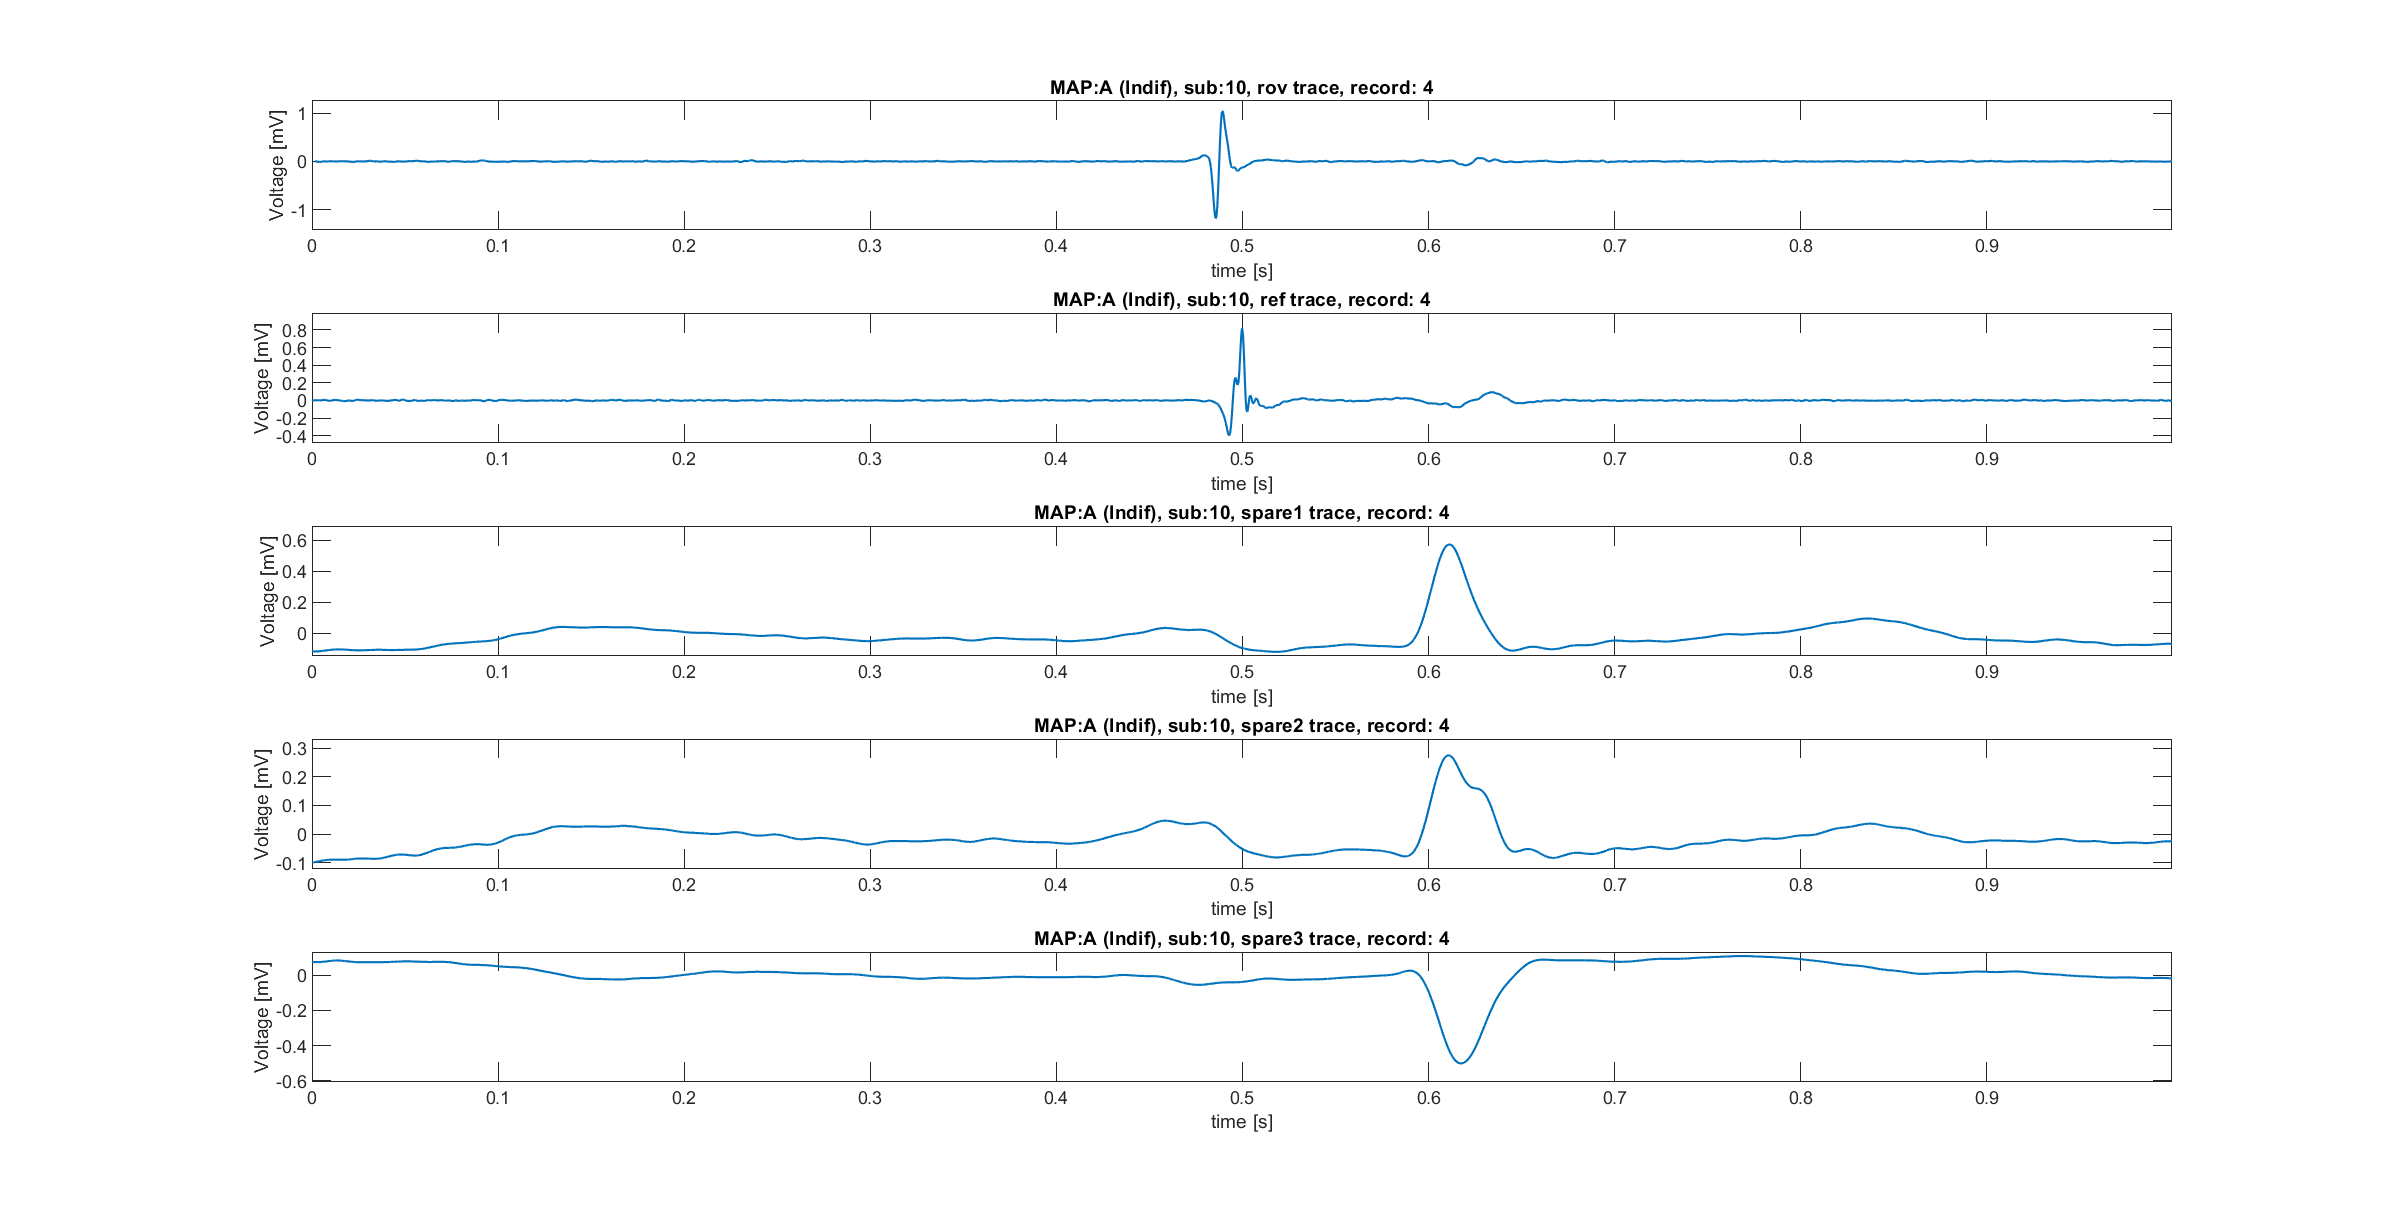 MAP:A (Indif), sub:10, rov trace, record: 4
Voltage [mV]
1
0
-1
0 0.1 0.2 0.3 0.4 0.5 0.6 0.7 0.8 0.9
time [s]
MAP:A (Indif), sub:10, ref trace, record: 4
Voltage [mV]
0.8
0.6
0.4
0.2
0
-0.2
-0.4
0 0.1 0.2 0.3 0.4 0.5 0.6 0.7 0.8 0.9
time [s]
MAP:A (Indif), sub:10, spare1 trace, record: 4
Voltage [mV]
0.6
0.4
0.2
0
0 0.1 0.2 0.3 0.4 0.5 0.6 0.7 0.8 0.9
time [s]
MAP:A (Indif), sub:10, spare2 trace, record: 4
Voltage [mV]
0.3
0.2
0.1
0
-0.1
0 0.1 0.2 0.3 0.4 0.5 0.6 0.7 0.8 0.9
time [s]
MAP:A (Indif), sub:10, spare3 trace, record: 4
Voltage [mV]
0
-0.2
-0.4
-0.6
0 0.1 0.2 0.3 0.4 0.5 0.6 0.7 0.8 0.9
time [s]